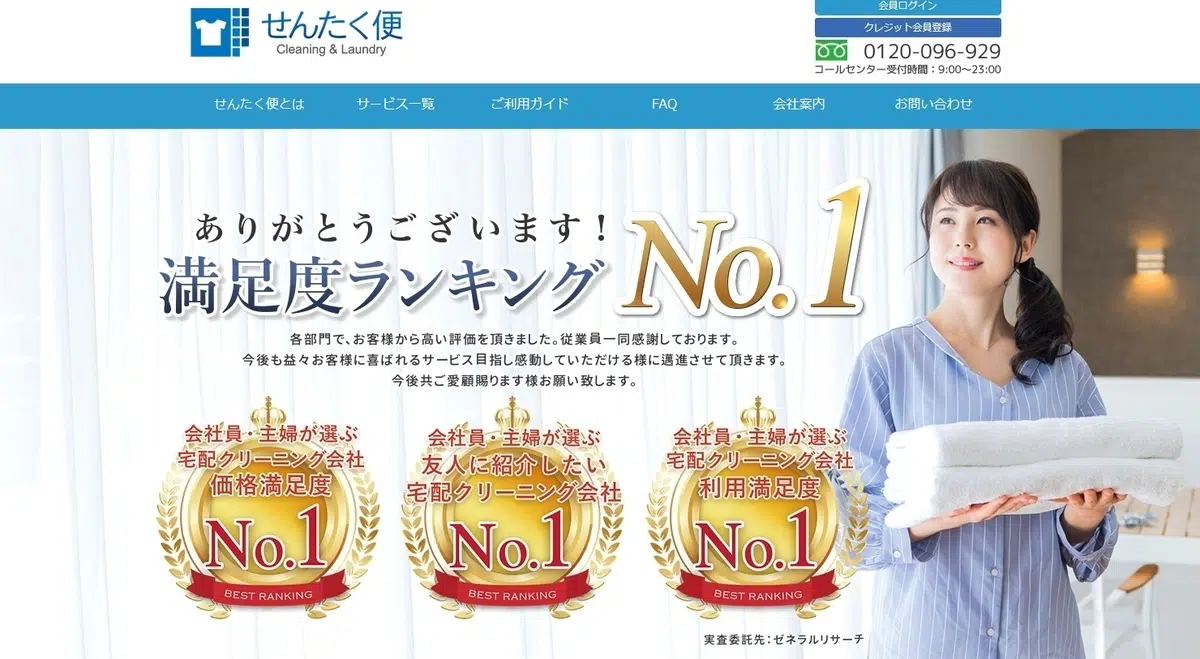 せんたく便
Cleaning & Laundry
会員ログイン
クレジット会員登録
0120-096-929
コールセンター受付時間：9:00～23:00
せんたく便とは
サービス一覧
ご利用ガイド
FAQ
会社案内
お問い合わせ
ありがとうございます！
満足度ランキング
No.1
各部門で、お客様から高い評価を頂きました。従業員一同感謝しております。
今後も益々お客様に喜ばれるサービス目指し感動していただける様に邁進させて頂きます。
今後共ご愛顧賜ります様お願い致します。
会社員・主婦が選ぶ
宅配クリーニング会社
価格満足度
No.1
BEST RANKING
会社員・主婦が選ぶ
友人に紹介したい
宅配クリーニング会社
No.1
BEST RANKING
会社員・主婦が選ぶ
宅配クリーニング会社
利用満足度
No.1
BEST RANKING
実査委託先：ゼネラルリサーチ